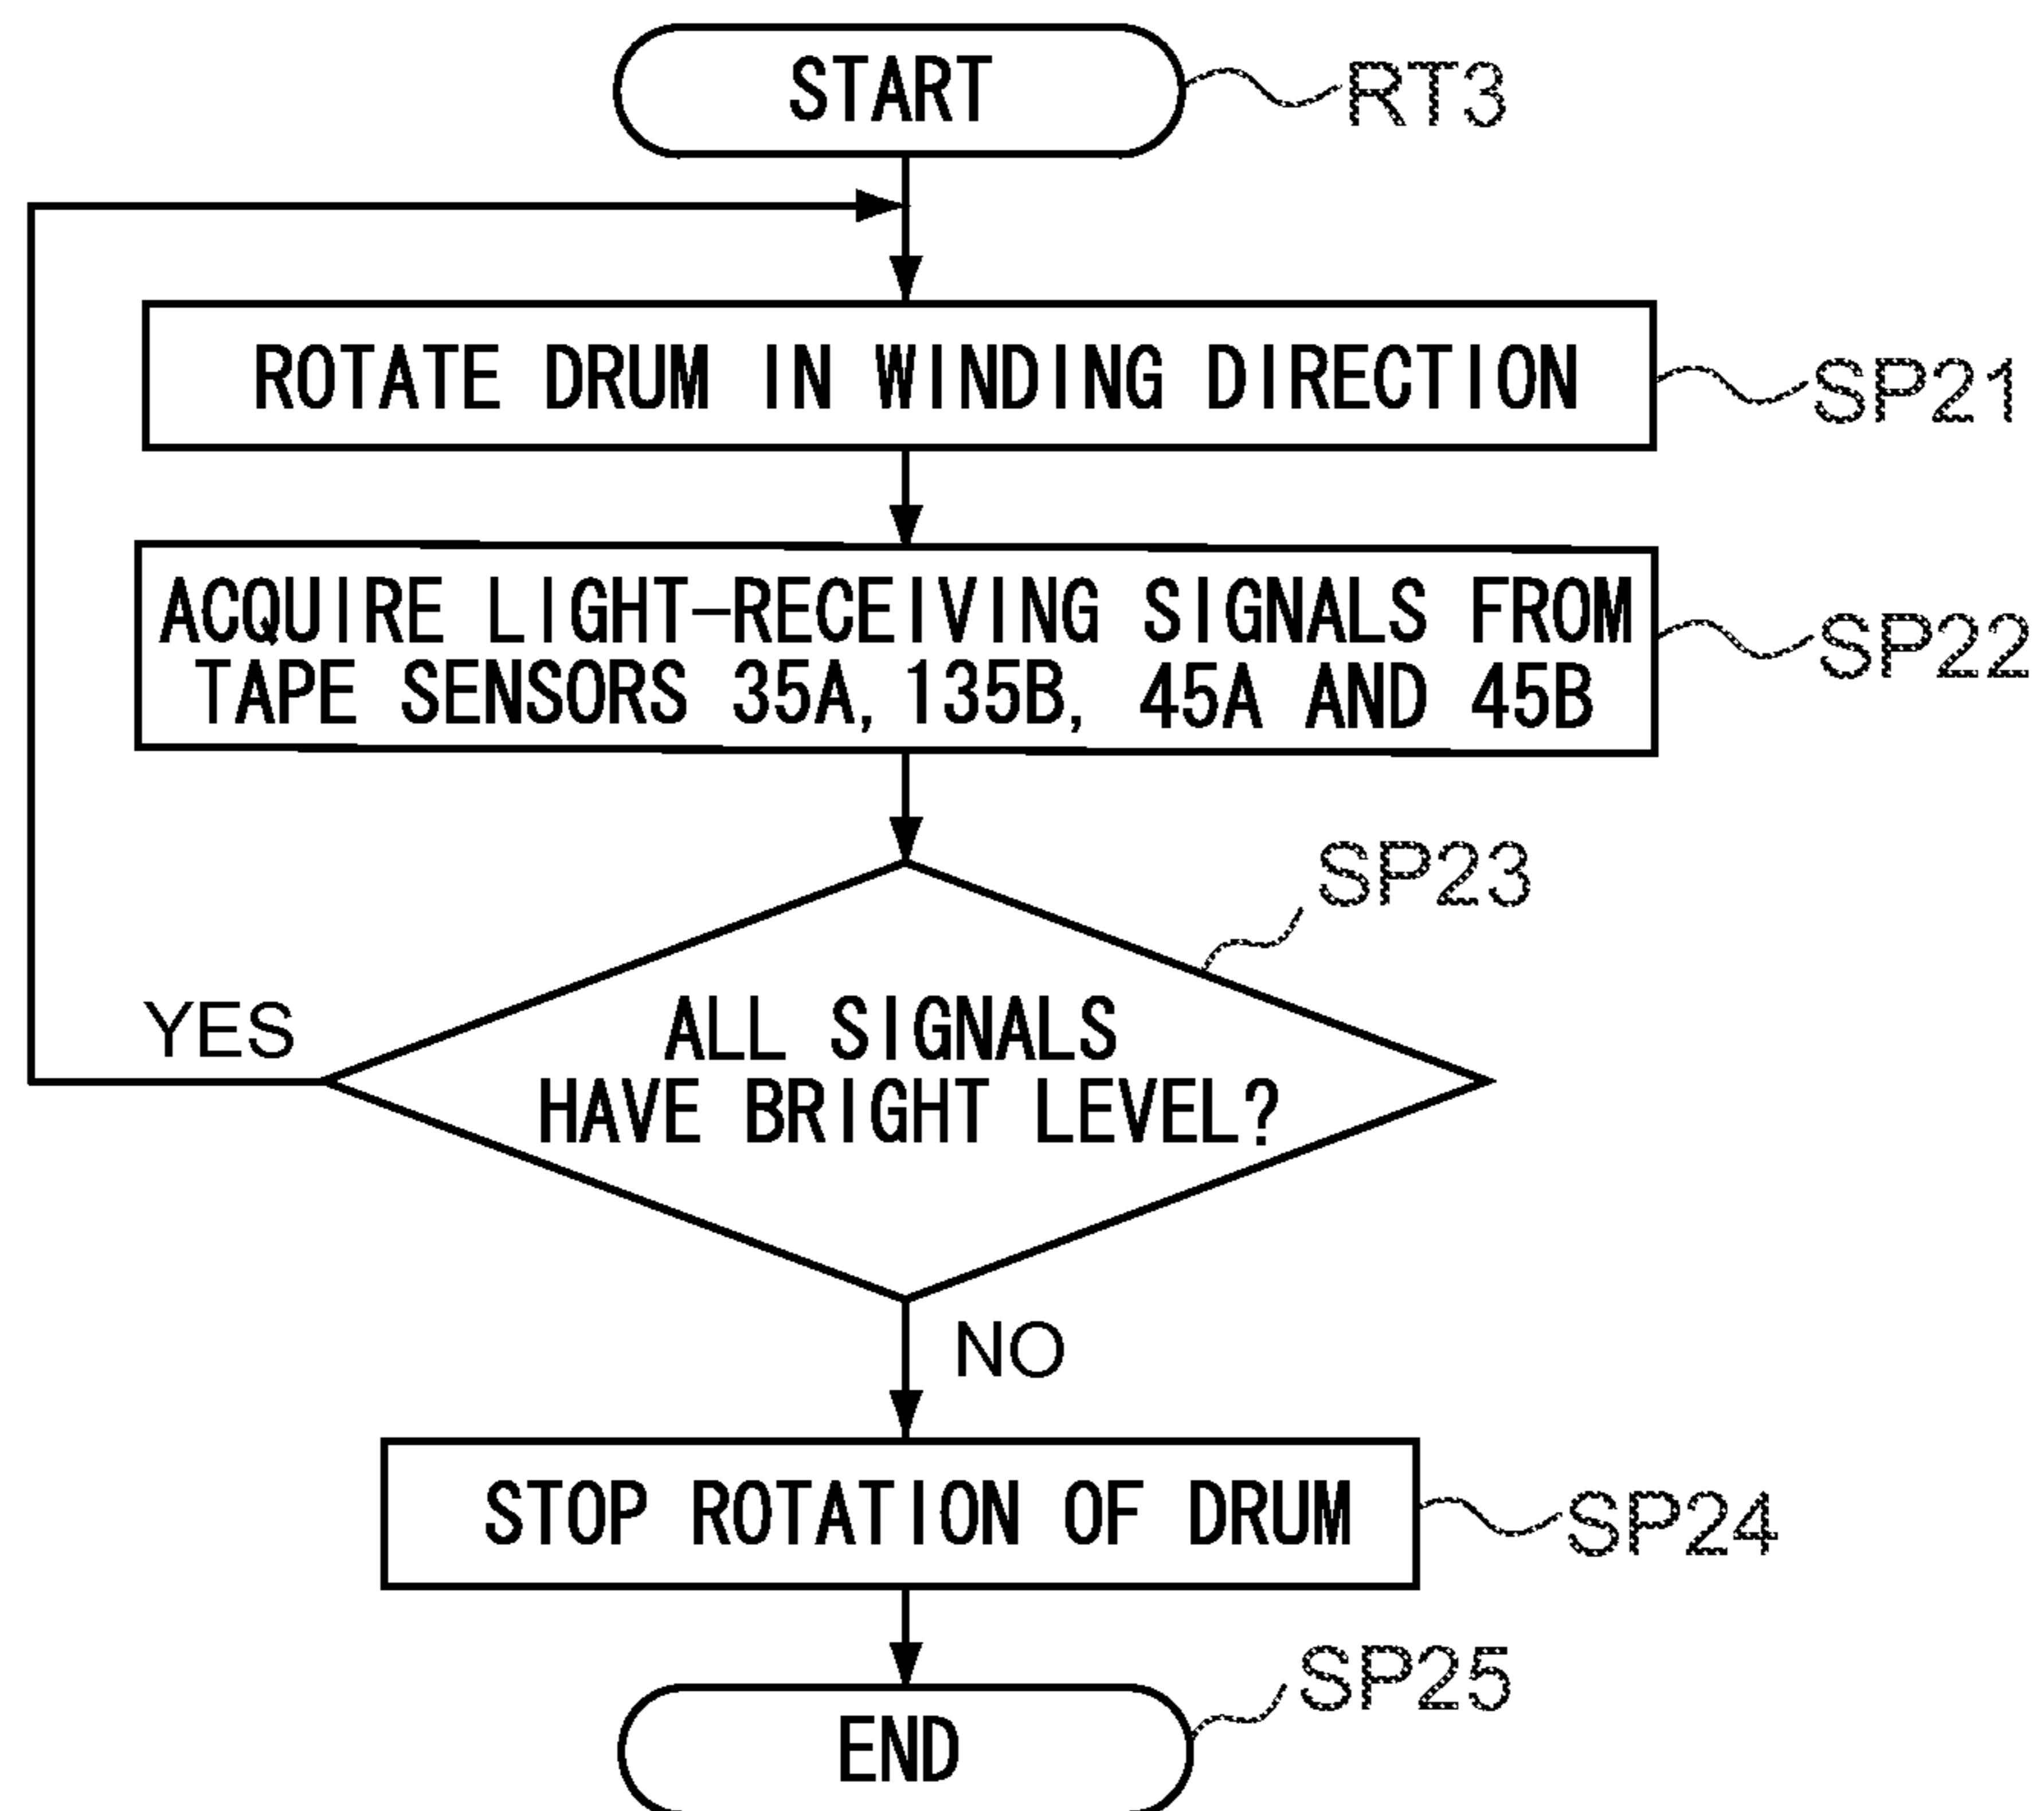 START
RT3
ROTATE DRUM IN WINDING DIRECTION
SP21
ACQUIRE LIGHT-RECEIVING SIGNALS FROM
TAPE SENSORS 35A, 135B, 45A AND 45B
SP22
SP23
ALL SIGNALS
HAVE BRIGHT LEVEL?
YES
NO
STOP ROTATION OF DRUM
SP24
SP25
END